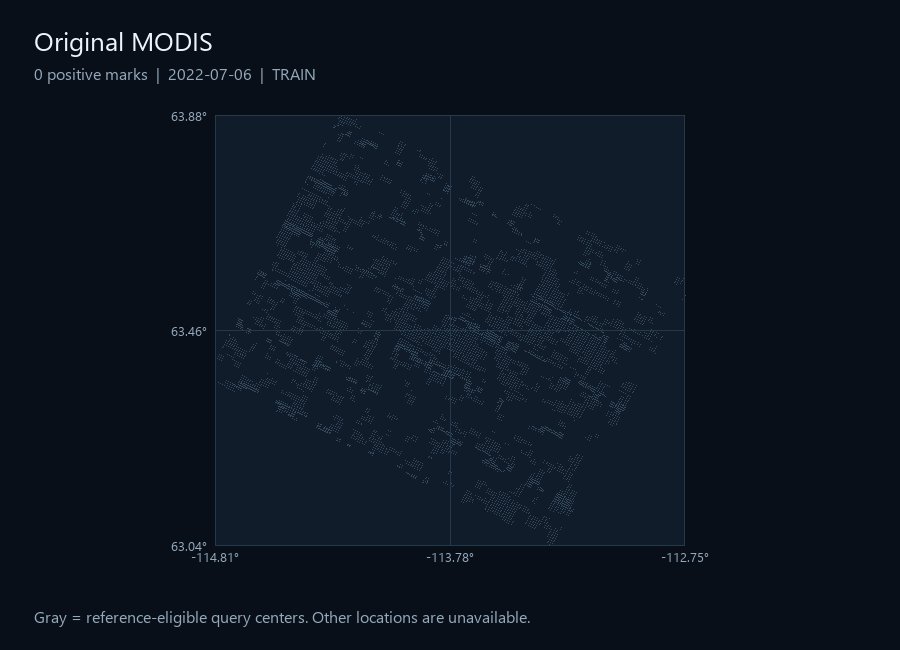 Original MODIS
0 positive marks | 2022-07-06 | TRAIN
63.88°
63.46°
63.04°
-114.81° -113.78° -112.75°
Gray = reference-eligible query centers. Other locations are unavailable.